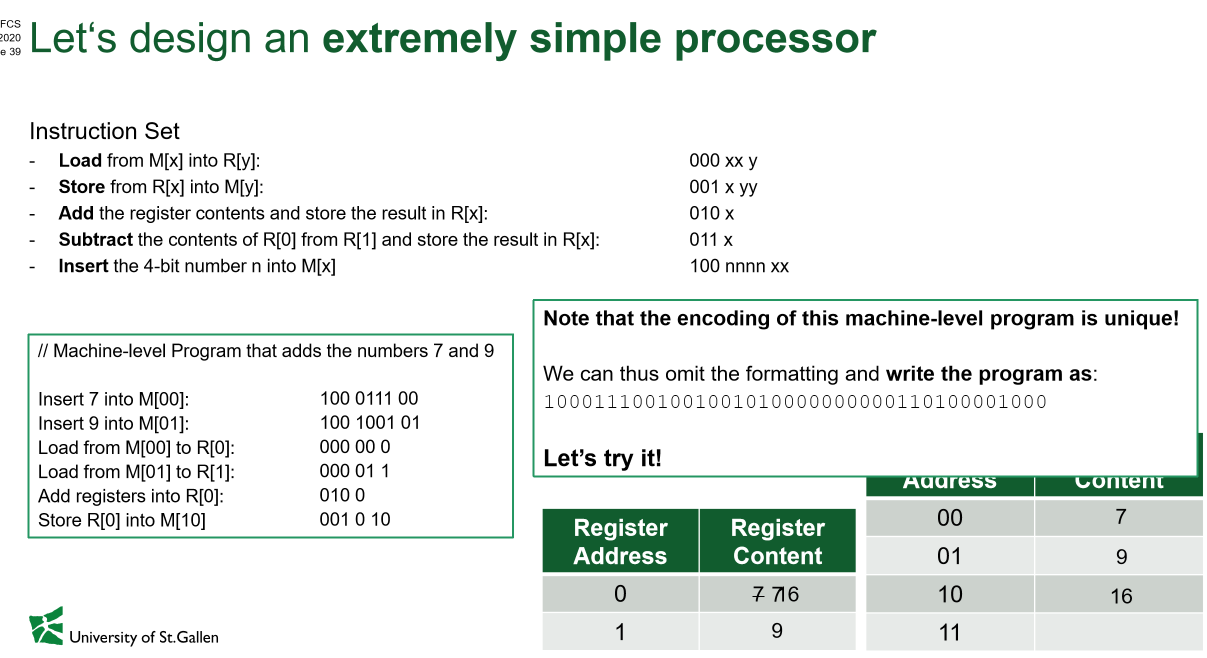 FCS
2020
e 39
Let‘s design an extremely simple processor
Instruction Set
- Load from M[x] into R[y]: 000 xx y
- Store from R[x] into M[y]: 001 x yy
- Add the register contents and store the result in R[x]: 010 x
- Subtract the contents of R[0] from R[1] and store the result in R[x]: 011 x
- Insert the 4-bit number n into M[x] 100 nnnn xx
// Machine-level Program that adds the numbers 7 and 9
Insert 7 into M[00]: 100 0111 00
Insert 9 into M[01]: 100 1001 01
Load from M[00] to R[0]: 000 00 0
Load from M[01] to R[1]: 000 01 1
Add registers into R[0]: 010 0
Store R[0] into M[10] 001 0 10
Note that the encoding of this machine-level program is unique!
We can thus omit the formatting and write the program as:
1000111001001001010000000000110100001000
Let’s try it!
Register Address Register Content
0 7 716
1 9
Address Content
00 7
01 9
10 16
11
University of St.Gallen